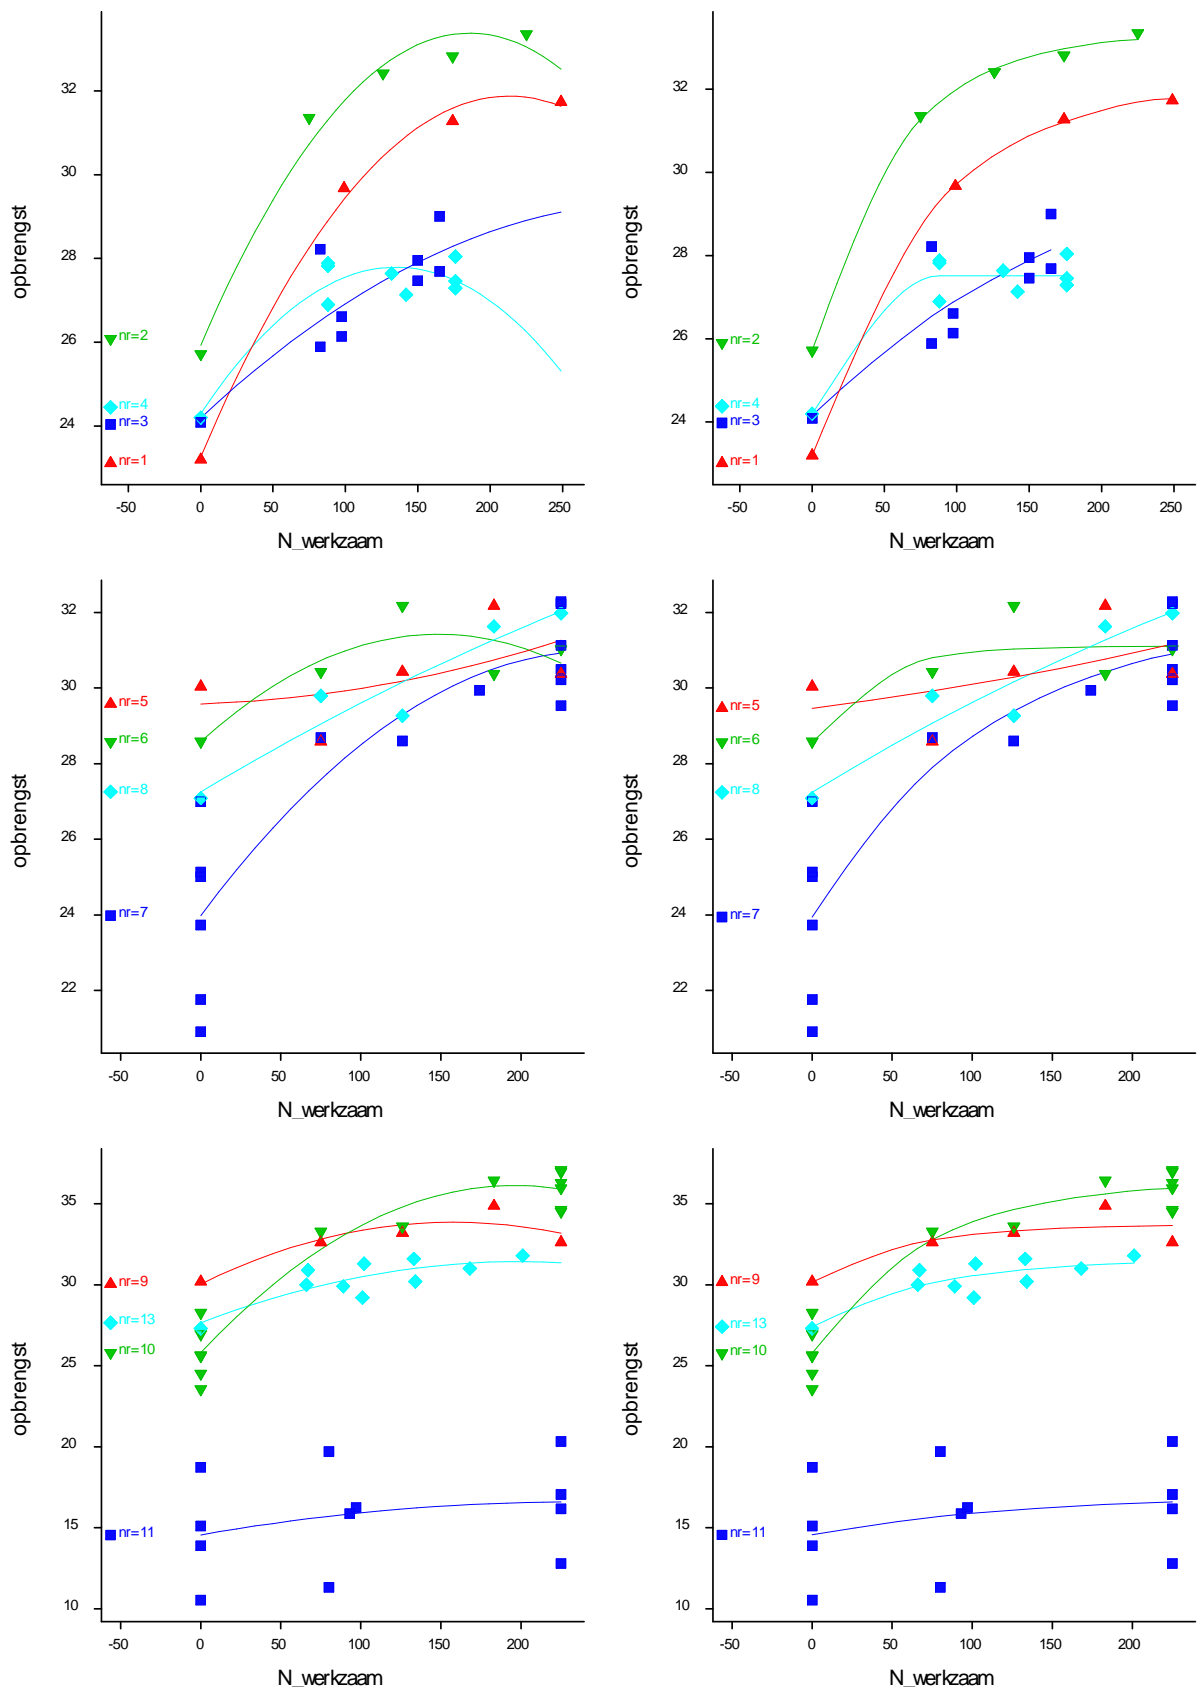 32
30
28
26
24
opbrengst
nr=2
nr=4
nr=3
nr=1
-50 0 50 100 150 200 250
N_werkzaam
32
30
28
26
24
opbrengst
nr=2
nr=4
nr=3
nr=1
-50 0 50 100 150 200 250
N_werkzaam
32
30
28
26
24
22
opbrengst
nr=5
nr=6
nr=8
nr=7
-50 0 50 100 150 200
N_werkzaam
32
30
28
26
24
22
opbrengst
nr=5
nr=6
nr=8
nr=7
-50 0 50 100 150 200
N_werkzaam
35
30
25
20
15
10
opbrengst
nr=9
nr=13
nr=10
nr=11
-50 0 50 100 150 200
N_werkzaam
35
30
25
20
15
10
opbrengst
nr=9
nr=13
nr=10
nr=11
-50 0 50 100 150 200
N_werkzaam